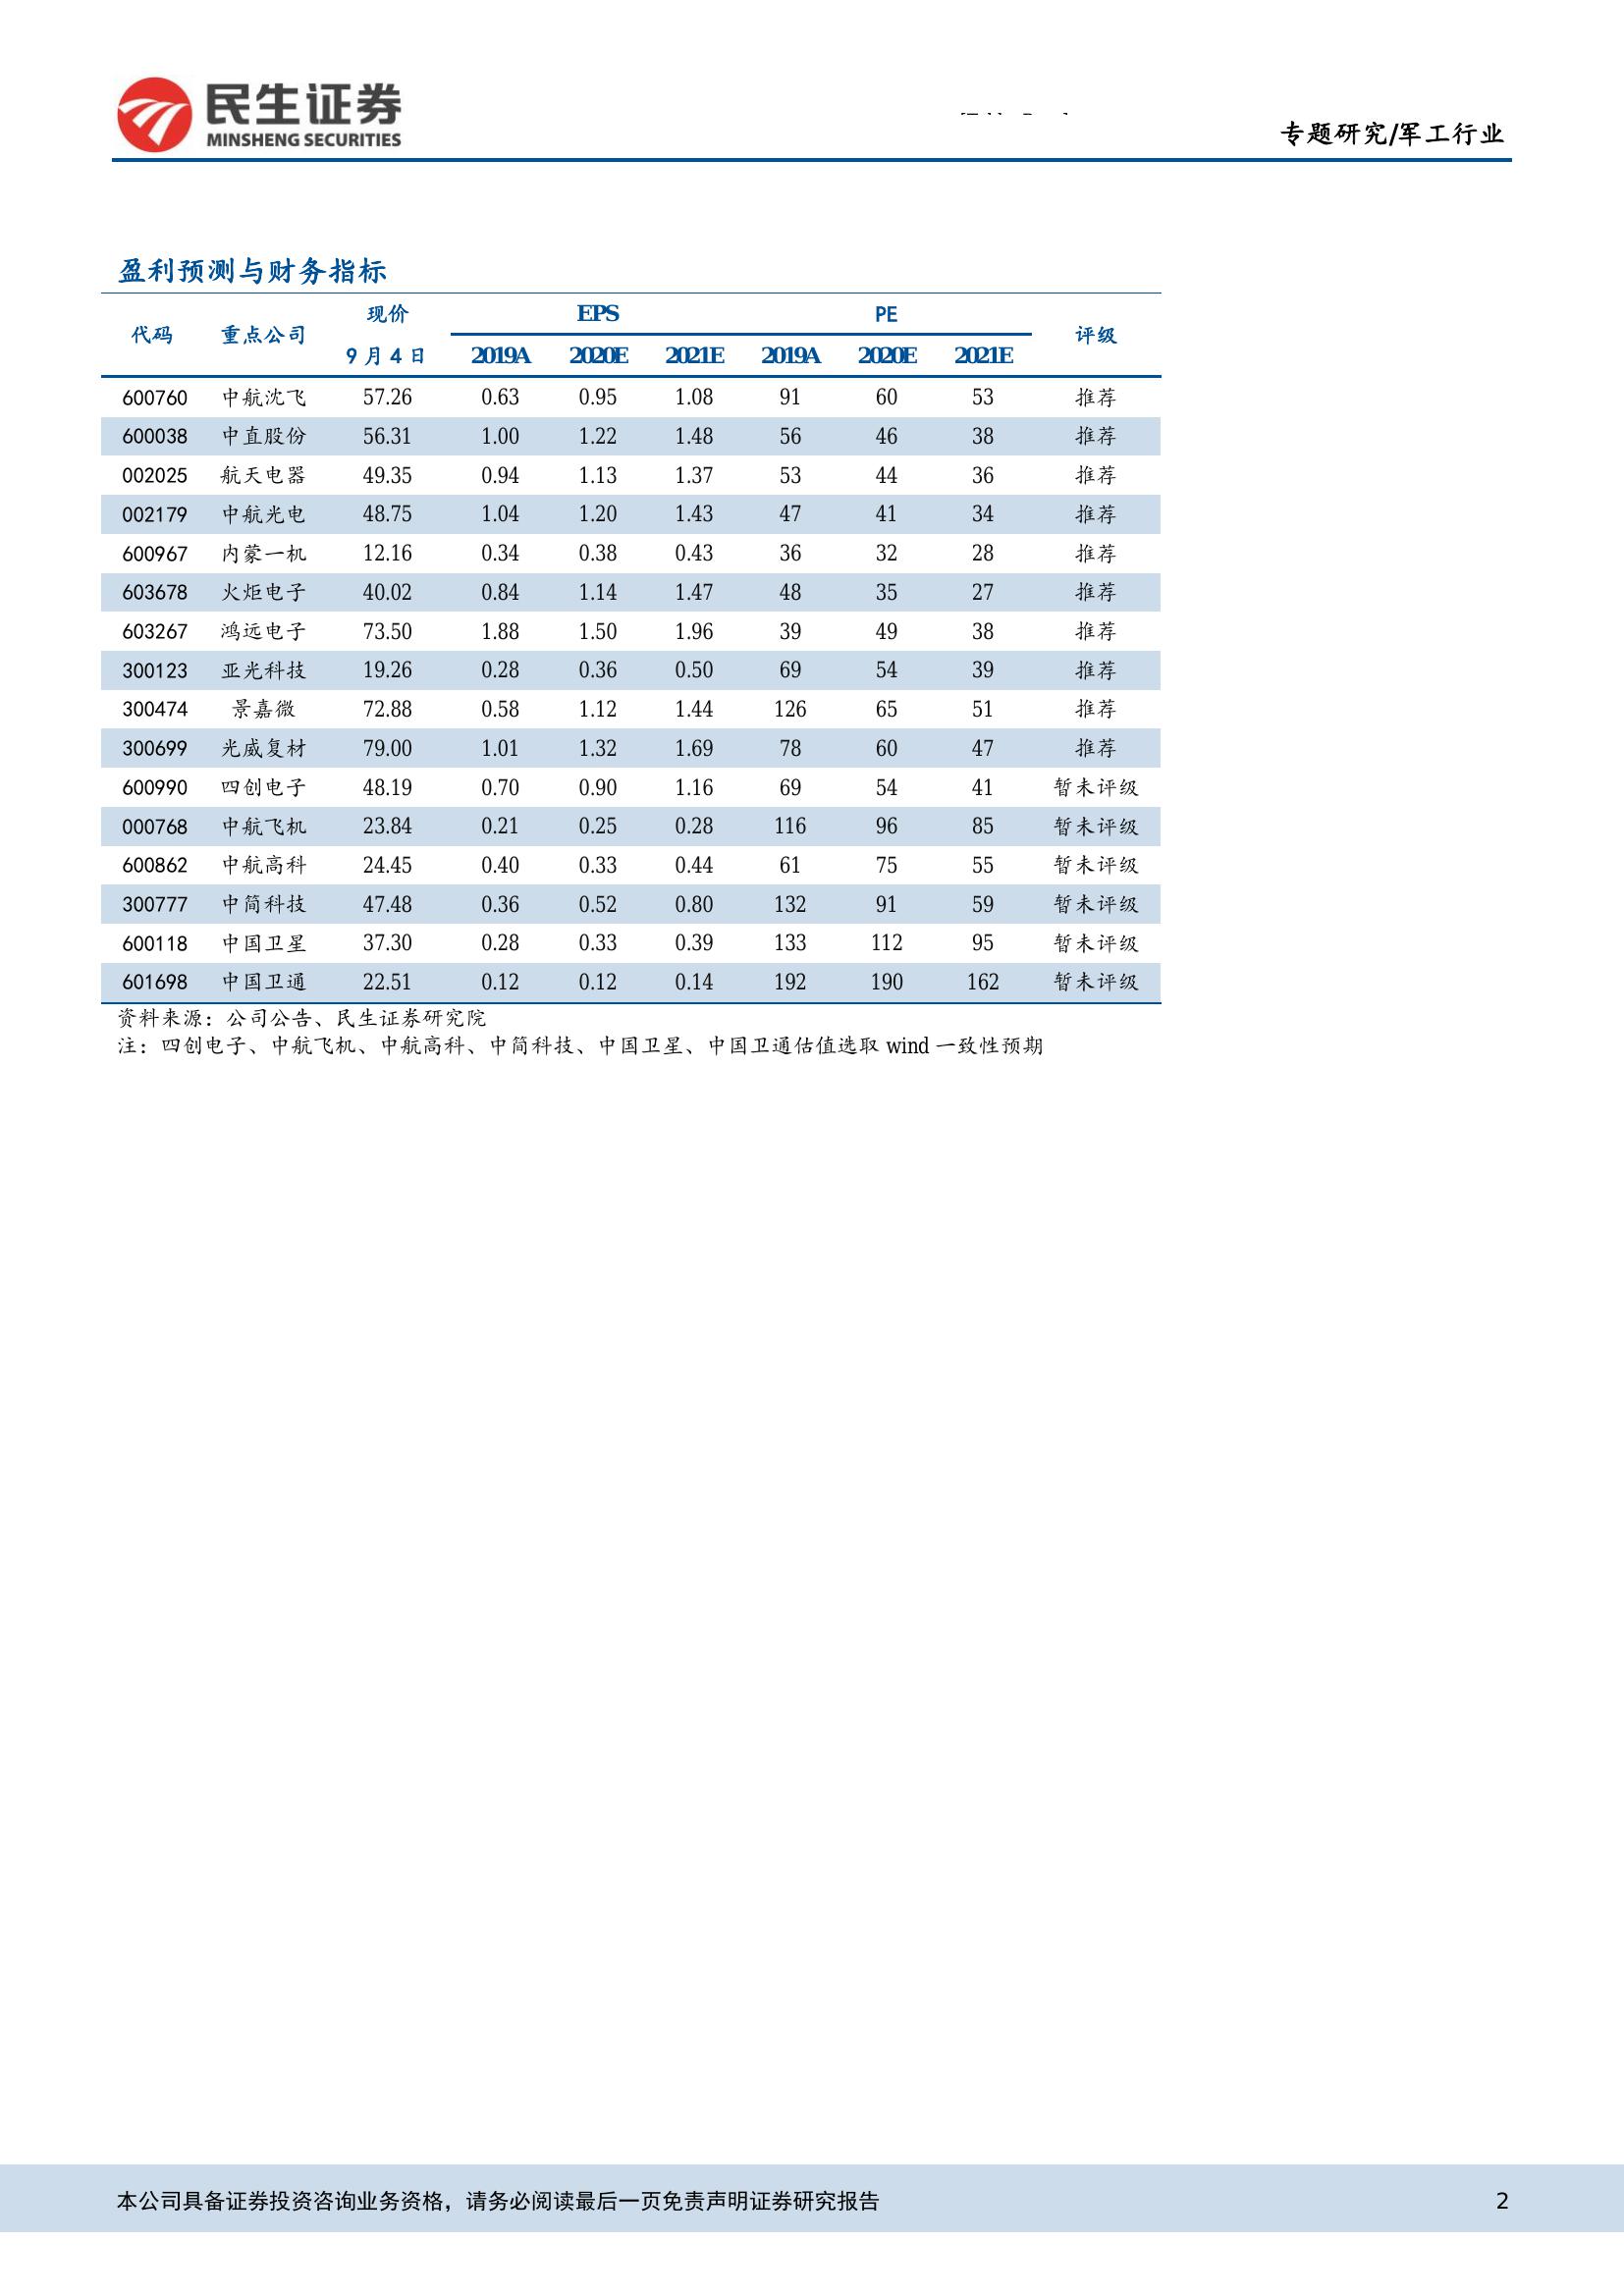 民生证券
MINSHENG SECURITIES
专题研究/军工行业
盈利预测与财务指标
代码 重点公司 现价 EPS PE 评级
9 月 4 日 2019A 2020E 2021E 2019A 2020E 2021E
600760 中航沈飞 57.26 0.63 0.95 1.08 91 60 53 推荐
600038 中直股份 56.31 1.00 1.22 1.48 56 46 38 推荐
002025 航天电器 49.35 0.94 1.13 1.37 53 44 36 推荐
002179 中航光电 48.75 1.04 1.20 1.43 47 41 34 推荐
600967 内蒙一机 12.16 0.34 0.38 0.43 36 32 28 推荐
603678 火炬电子 40.02 0.84 1.14 1.47 48 35 27 推荐
603267 鸿远电子 73.50 1.88 1.50 1.96 39 49 38 推荐
300123 亚光科技 19.26 0.28 0.36 0.50 69 54 39 推荐
300474 景嘉微 72.88 0.58 1.12 1.44 126 65 51 推荐
300699 光威复材 79.00 1.01 1.32 1.69 78 60 47 推荐
600990 四创电子 48.19 0.70 0.90 1.16 69 54 41 暂未评级
000768 中航飞机 23.84 0.21 0.25 0.28 116 96 85 暂未评级
600862 中航高科 24.45 0.40 0.33 0.44 61 75 55 暂未评级
300777 中简科技 47.48 0.36 0.52 0.80 132 91 59 暂未评级
600118 中国卫星 37.30 0.28 0.33 0.39 133 112 95 暂未评级
601698 中国卫通 22.51 0.12 0.12 0.14 192 190 162 暂未评级
资料来源：公司公告、民生证券研究院
注：四创电子、中航飞机、中航高科、中简科技、中国卫星、中国卫通估值选取 wind 一致性预期
本公司具备证券投资咨询业务资格，请务必阅读最后一页免责声明证券研究报告 2